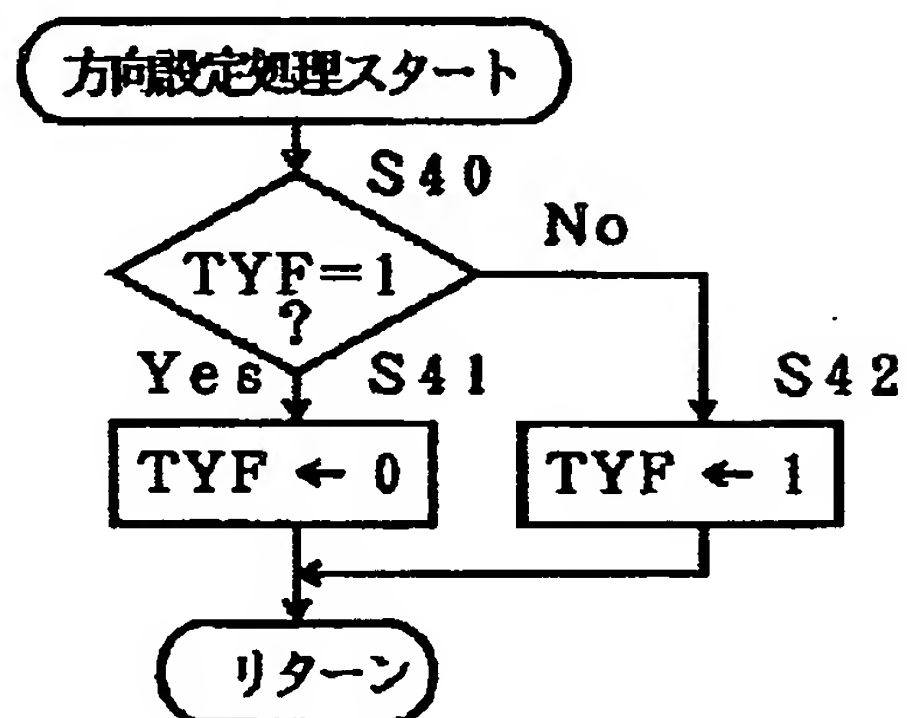 方向設定処理スタート
S40
No
TYF=1
?
Yes
S41
S42
TYF ← 0
TYF ← 1
リターン